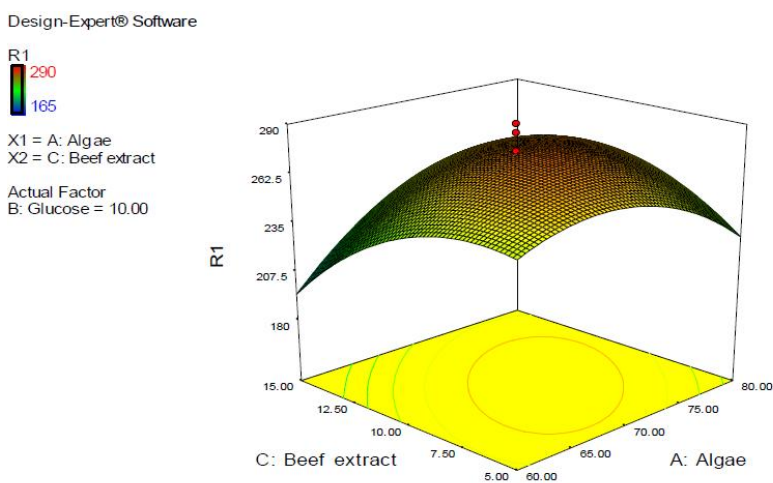 Design-Expert® Software
R1
290
165
X1 = A: Algae
X2 = C: Beef extract
Actual Factor
B: Glucose = 10.00
290
262.5
235
207.5
180
R1
15.00
12.50
10.00
7.50
5.00
60.00
65.00
70.00
75.00
80.00
C: Beef extract
A: Algae